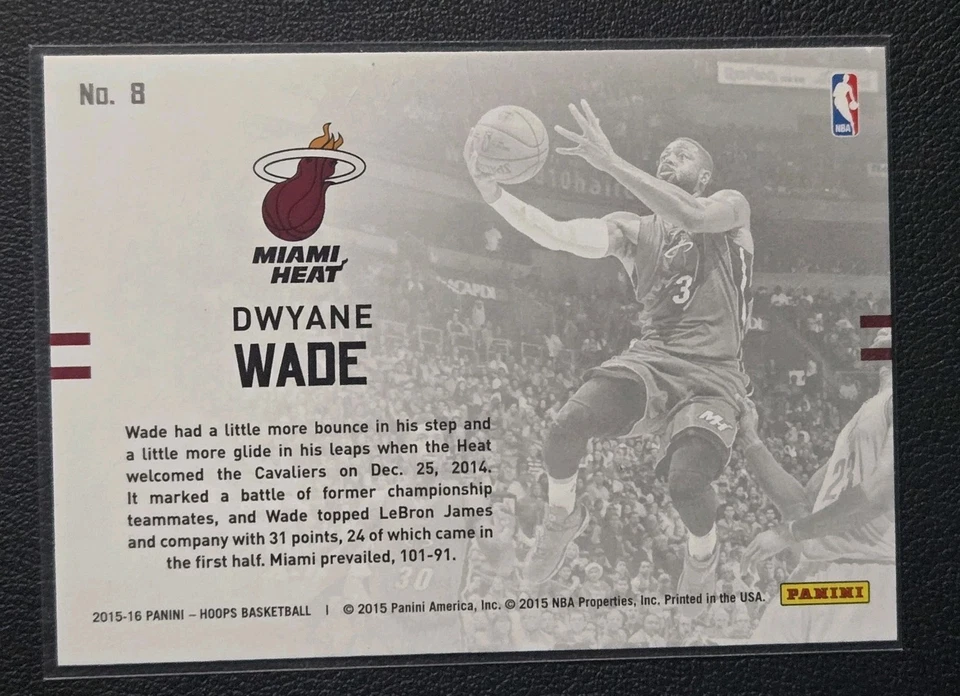 No. 8
NBA
MIAMI
HEAT
DWYANE
WADE
3
BACARDI
MH
Wade had a little more bounce in his step and
a little more glide in his leaps when the Heat
welcomed the Cavaliers on Dec. 25, 2014.
It marked a battle of former championship
teammates, and Wade topped LeBron James
and company with 31 points, 24 of which came in
the first half. Miami prevailed, 101-91.
30
2015-16 PANINI – HOOPS BASKETBALL | © 2015 Panini America, Inc. © 2015 NBA Properties, Inc. Printed in the USA.
PANINI